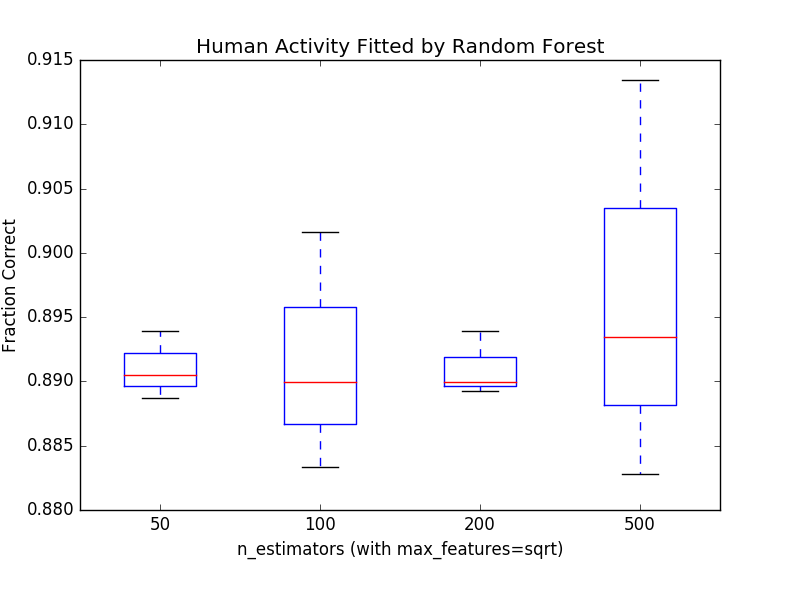 Human Activity Fitted by Random Forest
0.915
0.910
0.905
0.900
0.895
0.890
0.885
0.880
Fraction Correct
50 100 200 500
n_estimators (with max_features=sqrt)